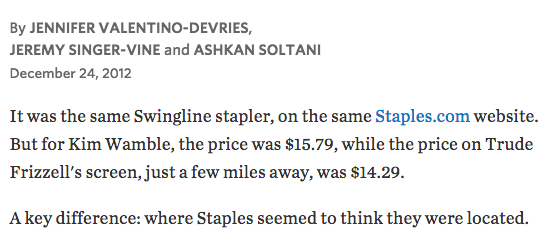 By JENNIFER VALENTINO-DEVRIES,
JEREMY SINGER-VINE and ASHKAN SOLTANI
December 24, 2012
It was the same Swingline stapler, on the same Staples.com website.
But for Kim Wamble, the price was $15.79, while the price on Trude
Frizzell's screen, just a few miles away, was $14.29.
A key difference: where Staples seemed to think they were located.